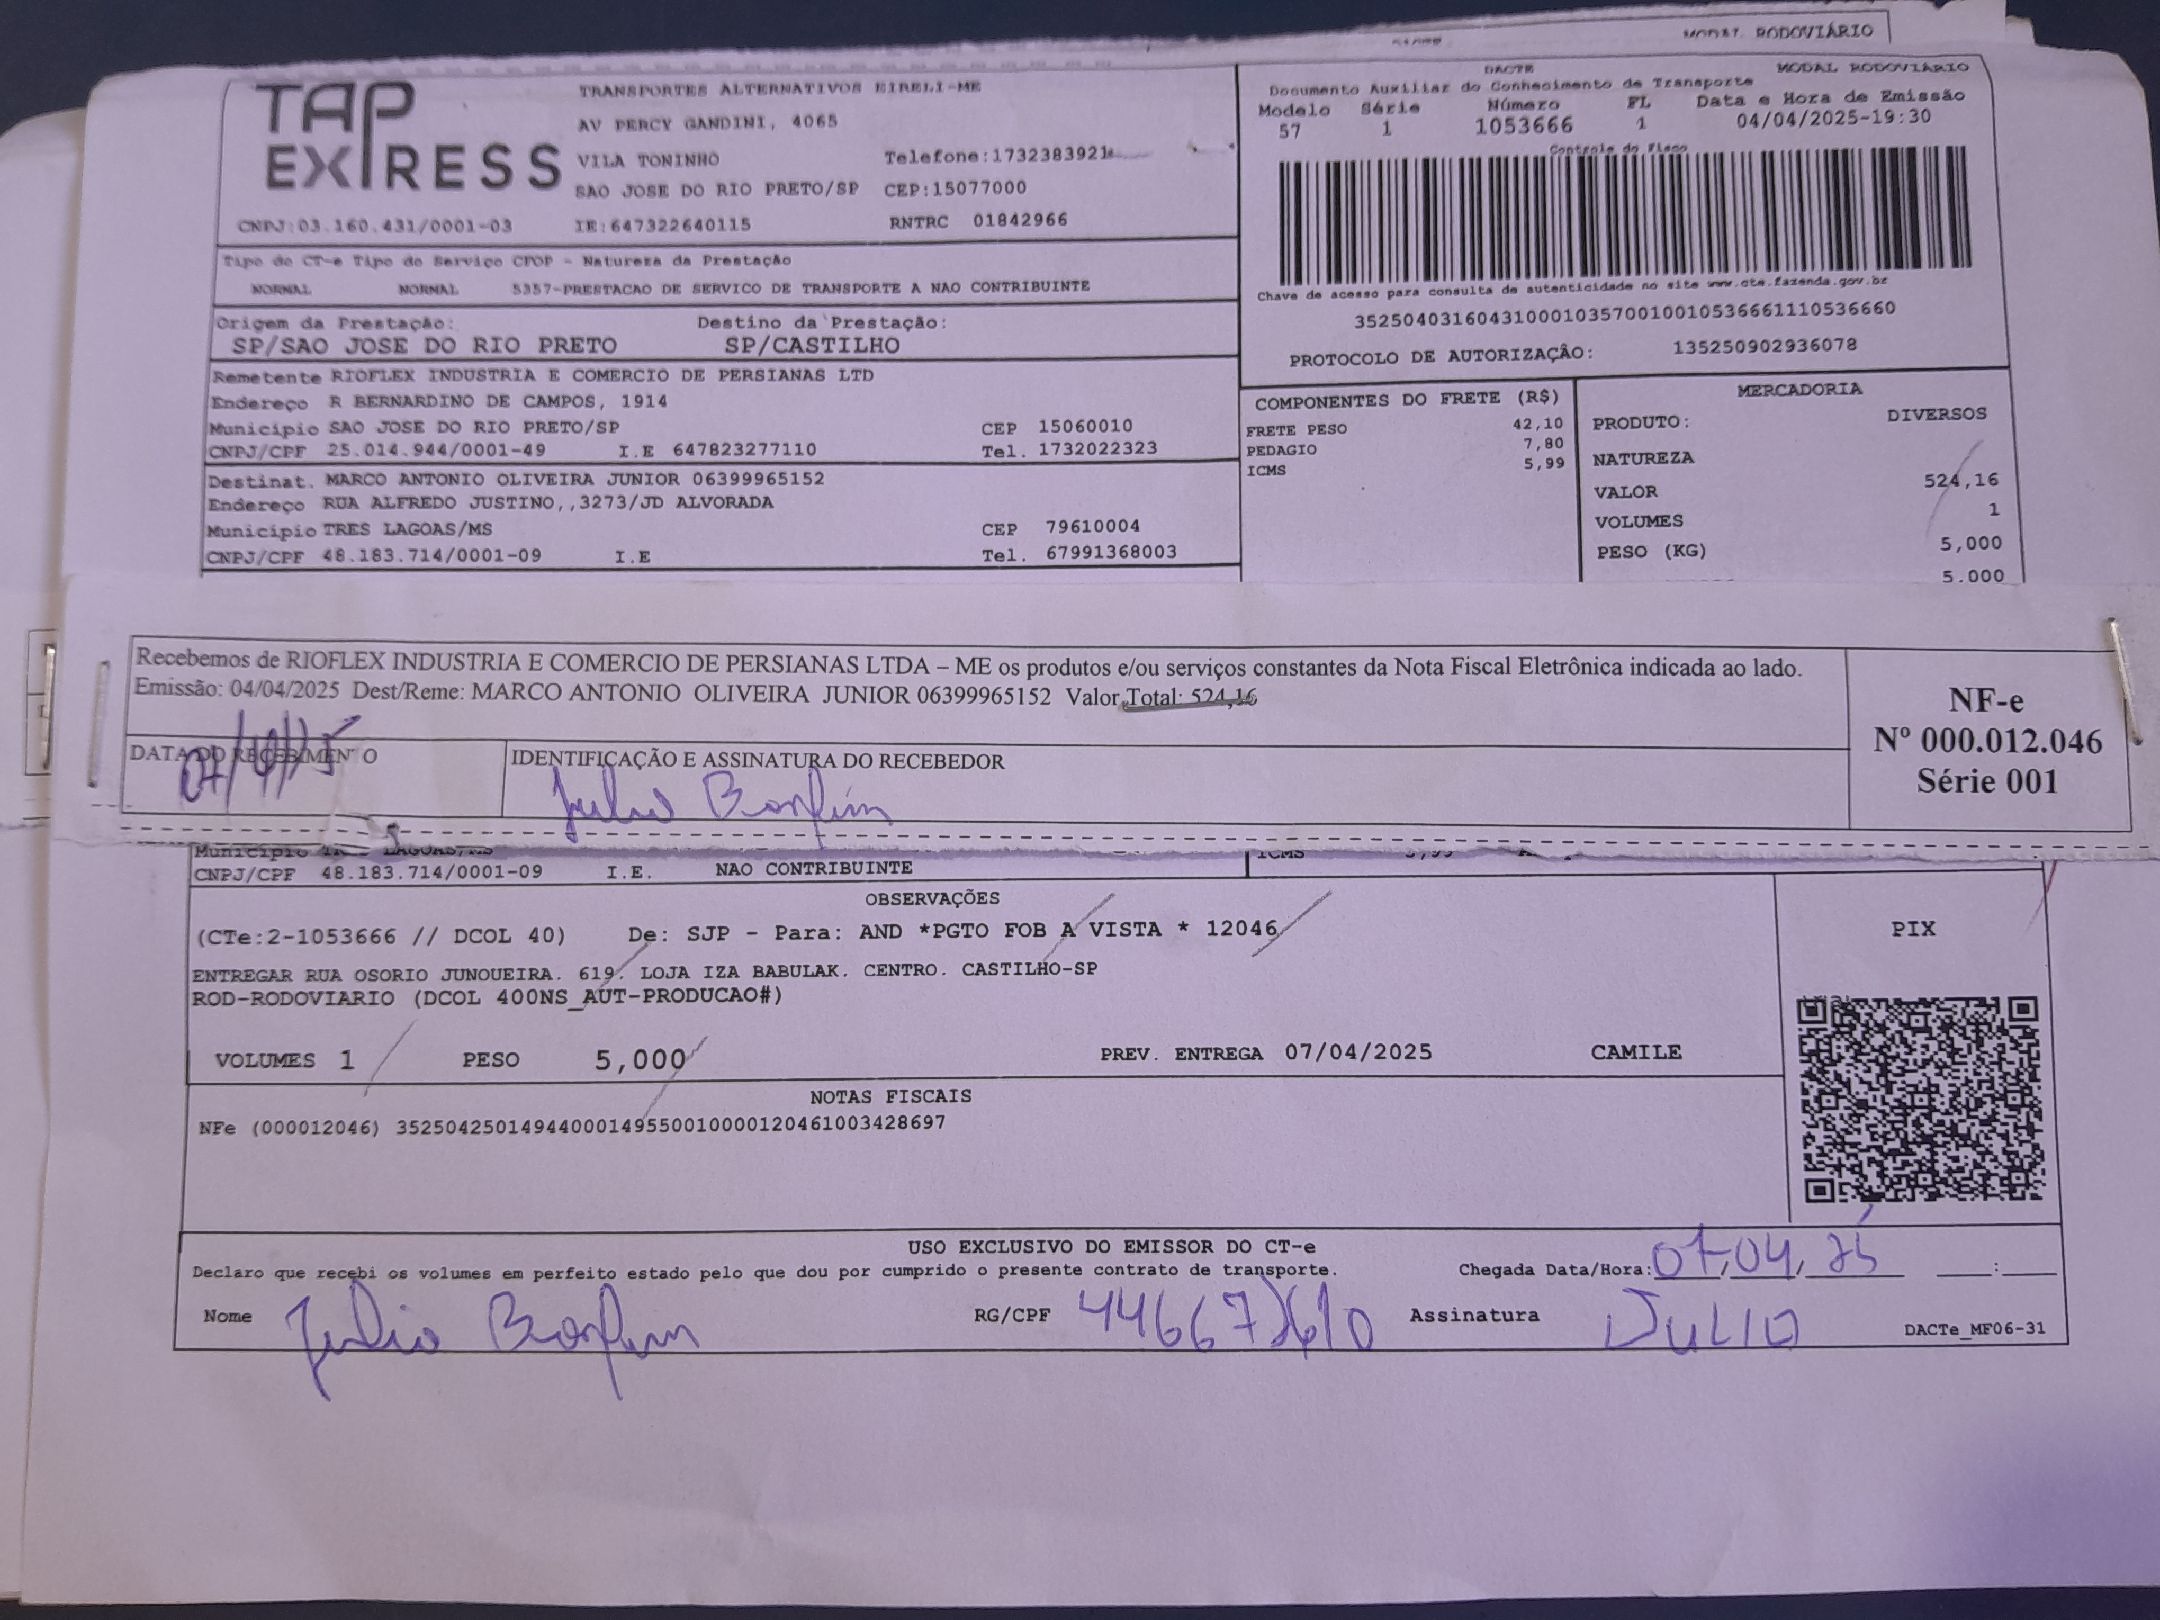 MODAL RODOVIÁRIO
TAP EXPRESS
TRANSPORTES ALTERNATIVOS EIRELI-ME
AV PERCY GANDINI, 4065
VILA TONINHO Telefone:1732383921
SAO JOSE DO RIO PRETO/SP CEP:15077000
CNPJ:03.160.431/0001-03 IE:647322640115 RNTRC 01842966
Tipo do CT-e Tipo do Serviço CFOP - Natureza da Prestação
NORMAL NORMAL 5357-PRESTACAO DE SERVICO DE TRANSPORTE A NAO CONTRIBUINTE
Origem da Prestação: Destino da Prestação:
SP/SAO JOSE DO RIO PRETO SP/CASTILHO
Remetente RIOFLEX INDUSTRIA E COMERCIO DE PERSIANAS LTD
Endereço R BERNARDINO DE CAMPOS, 1914
Município SAO JOSE DO RIO PRETO/SP CEP 15060010
CNPJ/CPF 25.014.944/0001-49 I.E 647823277110 Tel. 1732022323
Destinat. MARCO ANTONIO OLIVEIRA JUNIOR 06399965152
Endereço RUA ALFREDO JUSTINO,,3273/JD ALVORADA
Município TRES LAGOAS/MS CEP 79610004
CNPJ/CPF 48.183.714/0001-09 I.E Tel. 67991368003
DACTE MODAL RODOVIÁRIO
Documento Auxiliar do Conhecimento de Transporte
Modelo Série Número FL Data e Hora de Emissão
57 1 1053666 1 04/04/2025-19:30
Controle do Fisco
Chave de acesso para consulta de autenticidade no site www.cte.fazenda.gov.br
35250403160431000103570010010536661110536660
PROTOCOLO DE AUTORIZAÇÃO: 135250902936078
COMPONENTES DO FRETE (R$)
FRETE PESO 42,10
PEDAGIO 7,80
ICMS 5,99
MERCADORIA
PRODUTO: DIVERSOS
NATUREZA
VALOR 524,16
VOLUMES 1
PESO (KG) 5,000
5.000
Recebemos de RIOFLEX INDUSTRIA E COMERCIO DE PERSIANAS LTDA – ME os produtos e/ou serviços constantes da Nota Fiscal Eletrônica indicada ao lado.
Emissão: 04/04/2025 Dest/Reme: MARCO ANTONIO OLIVEIRA JUNIOR 06399965152 Valor Total: 524,16
DATA DO RECEBIMENTO
IDENTIFICAÇÃO E ASSINATURA DO RECEBEDOR
Julio Bonfim
NF-e
Nº 000.012.046
Série 001
Município LAGOAS/MS ICMS
CNPJ/CPF 48.183.714/0001-09 I.E. NAO CONTRIBUINTE
OBSERVAÇÕES
(CTe:2-1053666 // DCOL 40) De: SJP - Para: AND *PGTO FOB A VISTA * 12046
ENTREGAR RUA OSORIO JUNQUEIRA. 619. LOJA IZA BABULAK. CENTRO. CASTILHO-SP
ROD-RODOVIARIO (DCOL 400NS_AUT-PRODUCAO#)
VOLUMES 1 PESO 5,000 PREV. ENTREGA 07/04/2025 CAMILE
PIX
NOTAS FISCAIS
NFe (000012046) 35250425014944000149550010000120461003428697
USO EXCLUSIVO DO EMISSOR DO CT-e
Declaro que recebi os volumes em perfeito estado pelo que dou por cumprido o presente contrato de transporte. Chegada Data/Hora: 07,04,25 :
Nome Julio Bonfim RG/CPF Assinatura JULIO
DACTe_MF06-31